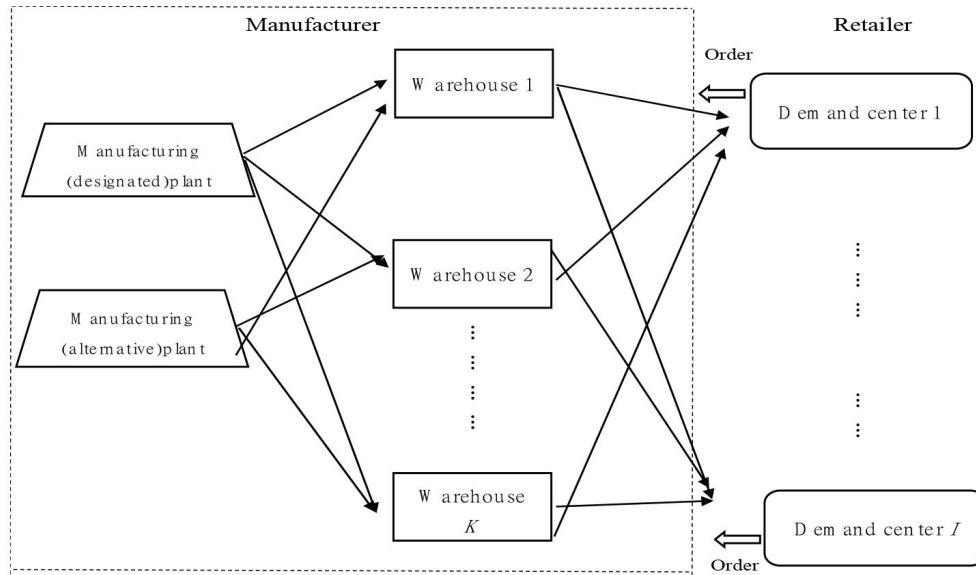 Manufacturer
Retailer
Order
Warehouse 1
Demand center 1
Manufacturing
(designated)plant
Warehouse 2
Manufacturing
(alternative)plant
Warehouse
K
Demand center I
Order